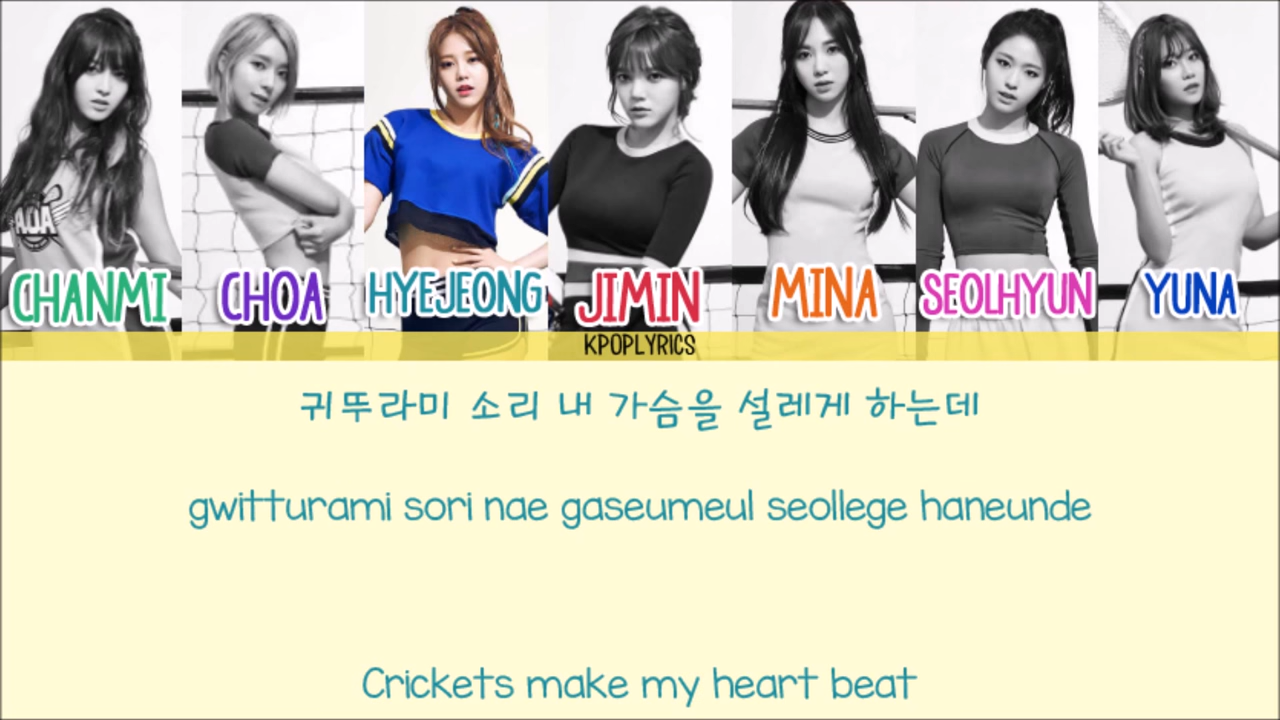 AOA
CHANMI CHOA HYEJEONG JIMIN MINA SEOLHYUN YUNA
KPOPLYRICS
귀뚜라미 소리 내 가슴을 설레게 하는데
gwitturami sori nae gaseumeul seollege haneunde
Crickets make my heart beat